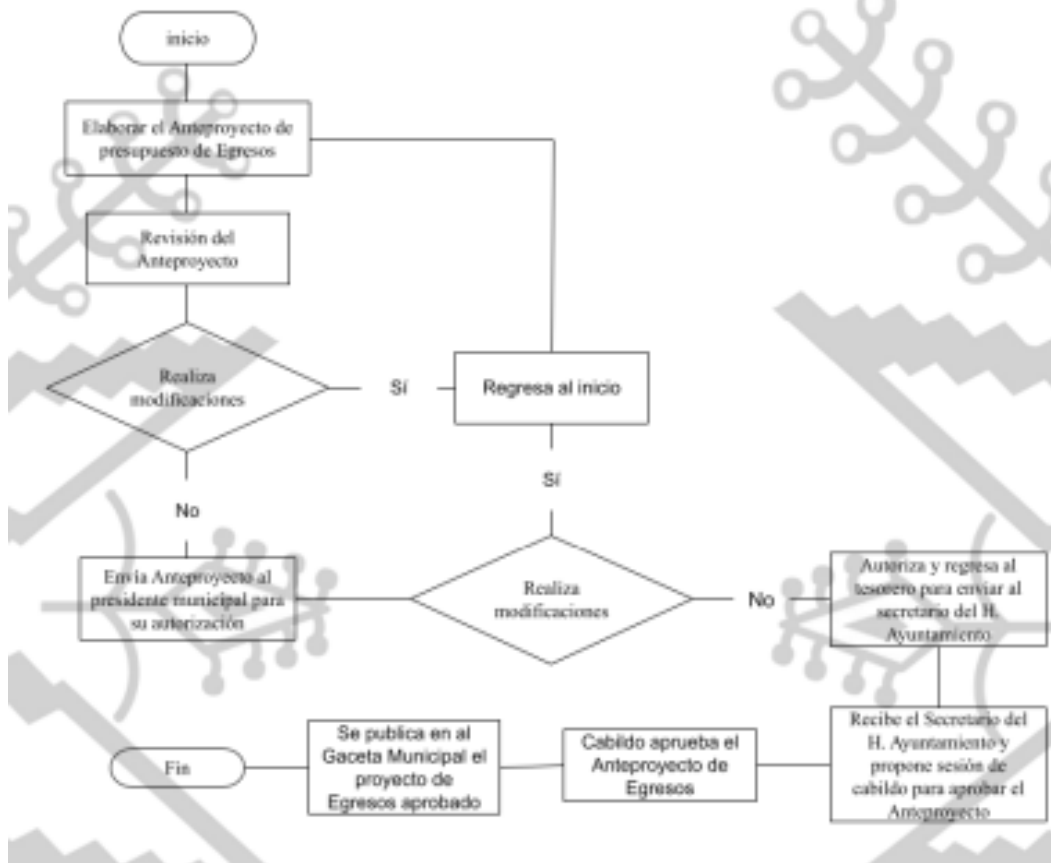 inicio
Elaborar el Anteproyecto de
presupuesto de Egresos
Revisión del
Anteproyecto
Realiza
modificaciones
Sí
Regresa al inicio
No
Sí
Envía Anteproyecto al
presidente municipal para
su autorización
Realiza
modificaciones
No
Autoriza y regresa al
tesorero para enviar al
secretario del H.
Ayuntamiento
Recibe el Secretario del
H. Ayuntamiento y
propone sesión de
cabildo para aprobar el
Anteproyecto
Cabildo aprueba el
Anteproyecto de
Egresos
Se publica en al
Gaceta Municipal el
proyecto de
Egresos aprobado
Fin